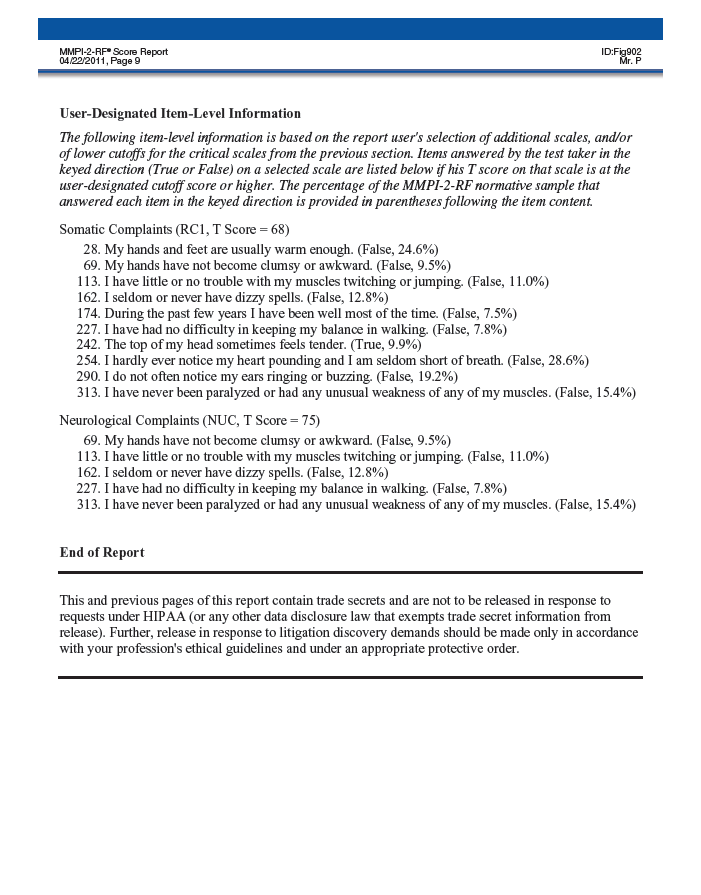 MMPI-2-RF® Score Report ID:Fig902
04/22/2011, Page 9 Mr. P
User-Designated Item-Level Information
The following item-level information is based on the report user's selection of additional scales, and/or
of lower cutoffs for the critical scales from the previous section. Items answered by the test taker in the
keyed direction (True or False) on a selected scale are listed below if his T score on that scale is at the
user-designated cutoff score or higher. The percentage of the MMPI-2-RF normative sample that
answered each item in the keyed direction is provided in parentheses following the item content.
Somatic Complaints (RC1, T Score = 68)
28. My hands and feet are usually warm enough. (False, 24.6%)
69. My hands have not become clumsy or awkward. (False, 9.5%)
113. I have little or no trouble with my muscles twitching or jumping. (False, 11.0%)
162. I seldom or never have dizzy spells. (False, 12.8%)
174. During the past few years I have been well most of the time. (False, 7.5%)
227. I have had no difficulty in keeping my balance in walking. (False, 7.8%)
242. The top of my head sometimes feels tender. (True, 9.9%)
254. I hardly ever notice my heart pounding and I am seldom short of breath. (False, 28.6%)
290. I do not often notice my ears ringing or buzzing. (False, 19.2%)
313. I have never been paralyzed or had any unusual weakness of any of my muscles. (False, 15.4%)
Neurological Complaints (NUC, T Score = 75)
69. My hands have not become clumsy or awkward. (False, 9.5%)
113. I have little or no trouble with my muscles twitching or jumping. (False, 11.0%)
162. I seldom or never have dizzy spells. (False, 12.8%)
227. I have had no difficulty in keeping my balance in walking. (False, 7.8%)
313. I have never been paralyzed or had any unusual weakness of any of my muscles. (False, 15.4%)
End of Report
This and previous pages of this report contain trade secrets and are not to be released in response to
requests under HIPAA (or any other data disclosure law that exempts trade secret information from
release). Further, release in response to litigation discovery demands should be made only in accordance
with your profession's ethical guidelines and under an appropriate protective order.